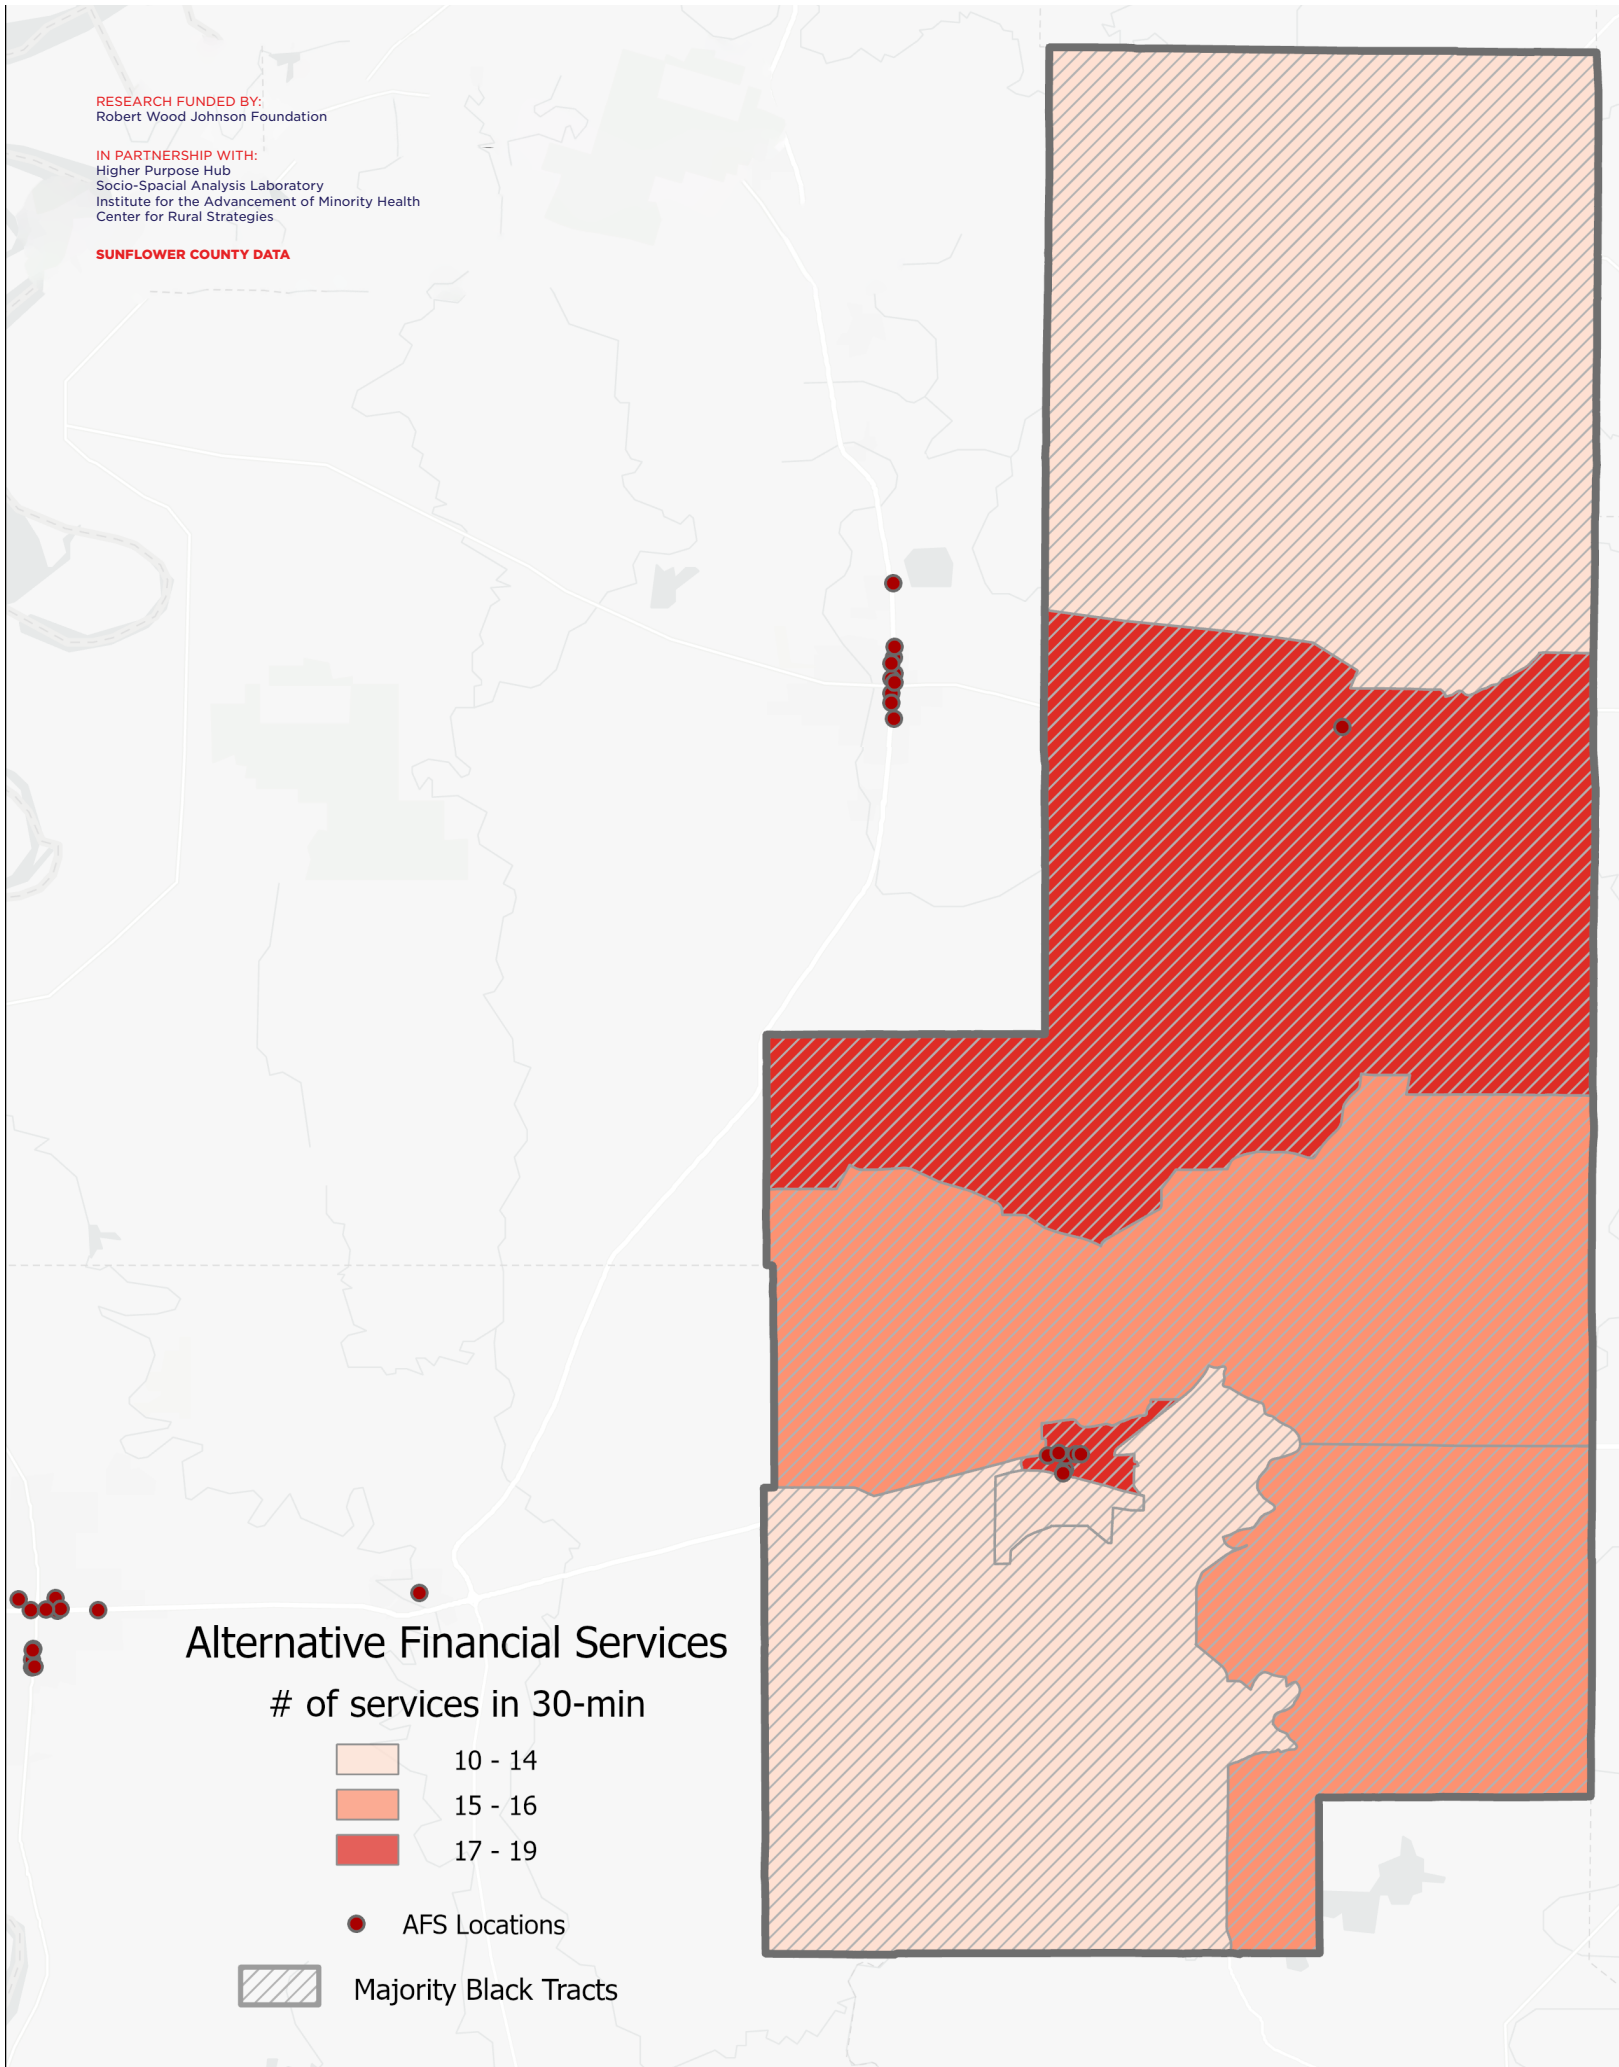 RESEARCH FUNDED BY:
Robert Wood Johnson Foundation
IN PARTNERSHIP WITH:
Higher Purpose Hub
Socio-Spacial Analysis Laboratory
Institute for the Advancement of Minority Health
Center for Rural Strategies
SUNFLOWER COUNTY DATA
Alternative Financial Services
# of services in 30-min
10 - 14
15 - 16
17 - 19
AFS Locations
Majority Black Tracts